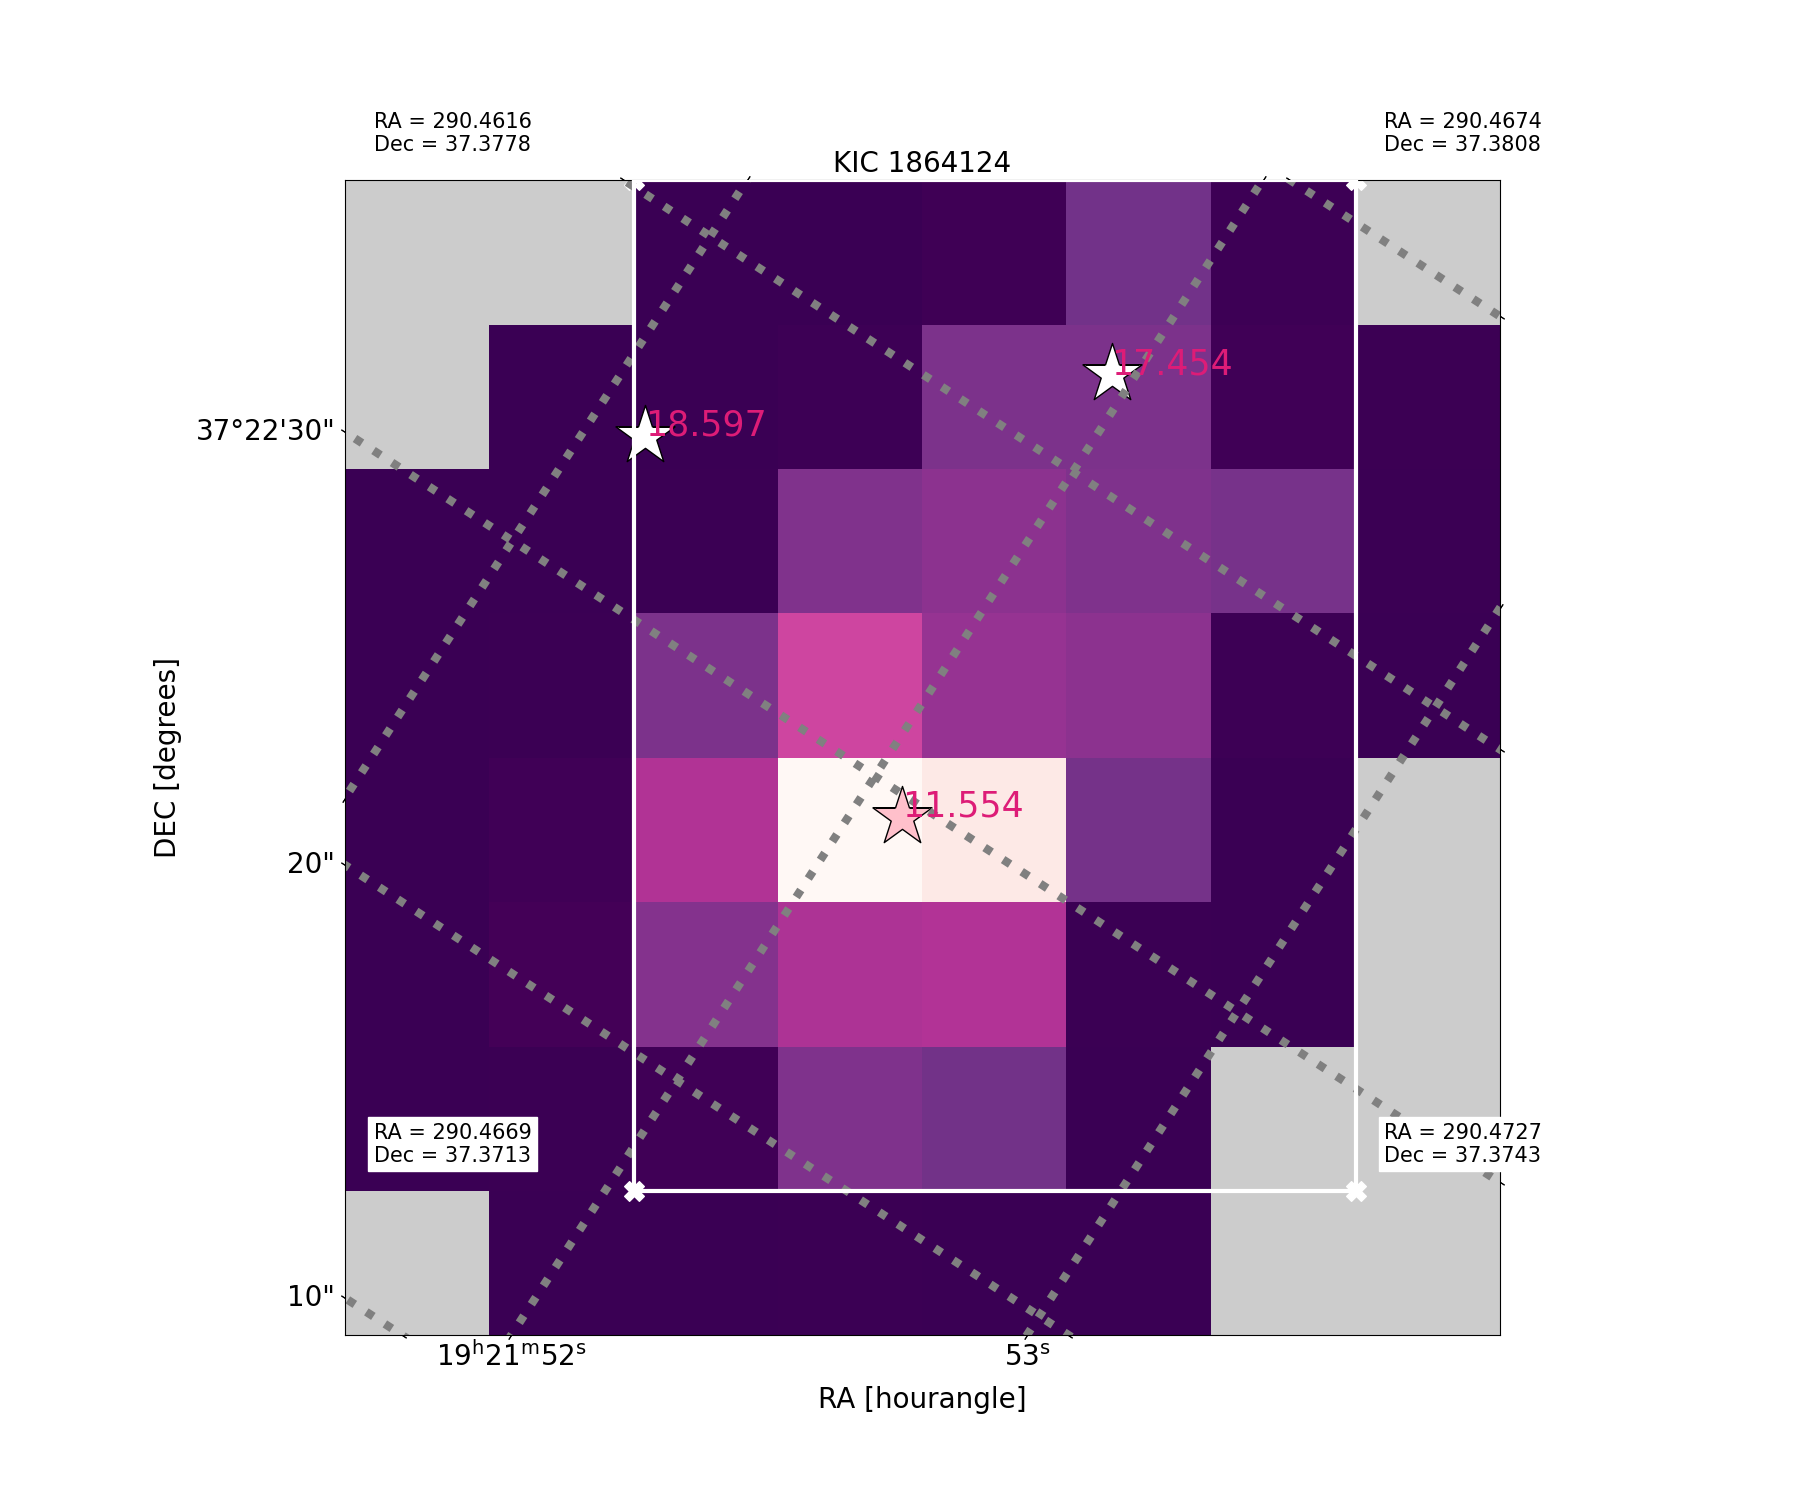 RA = 290.4616
Dec = 37.3778
RA = 290.4674
Dec = 37.3808
KIC 1864124
17.454
18.597
37°22'30"
11.554
20"
DEC [degrees]
RA = 290.4669
Dec = 37.3713
RA = 290.4727
Dec = 37.3743
10"
19h21m52s
53s
RA [hourangle]